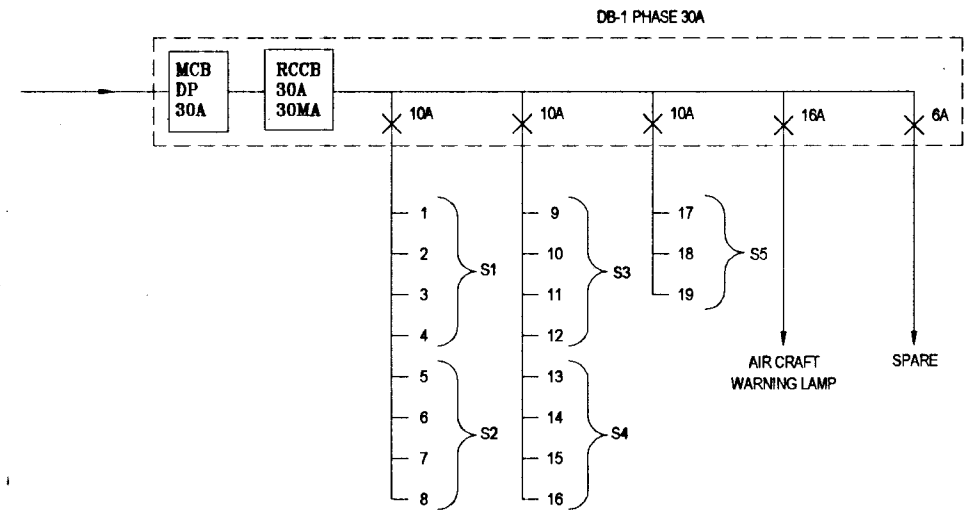 DB-1 PHASE 30A
MCB
DP
30A
RCCB
30A
30MA
10A
10A
10A
16A
6A
1
2
3
4
S1
5
6
7
8
S2
9
10
11
12
S3
13
14
15
16
S4
17
18
19
S5
AIR CRAFT
WARNING LAMP
SPARE